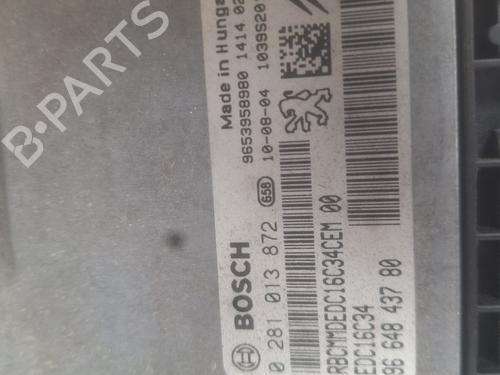 Made in Hunga
9653958980 1414 02
10-08-04 1039S20
658
BOSCH
0 281 013 872
RBCMMDEDC16C34CEM 00
EDC16C34
96 648 437 80
B-PARTS